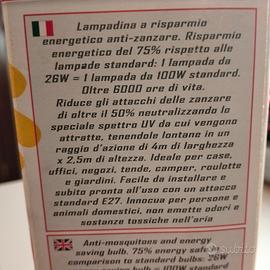 Lampadina a risparmio
energetico anti-zanzare. Risparmio
energetico del 75% rispetto alle
lampade standard: 1 lampada da
26W = 1 lampada da 100W standard.
Oltre 6000 ore di vita.
Riduce gli attacchi delle zanzare
di oltre il 50% neutralizzando lo
speciale spettro UV da cui vengono
attratte, tenendole lontane in un
raggio d'azione di 4m di larghezza
x 2,5m di altezza. Ideale per case,
uffici, negozi, tende, camper, roulotte
e giardini. Facile da installare e
subito pronta all'uso con un attacco
standard E27. Innocua per persone e
animali domestici, non emette odori e
sostanze tossiche nell'aria
Anti-mosquitoes and energy
saving bulb. 75% energy safe
comparison to standard bulbs: 26W
saving bulb = 100W standard